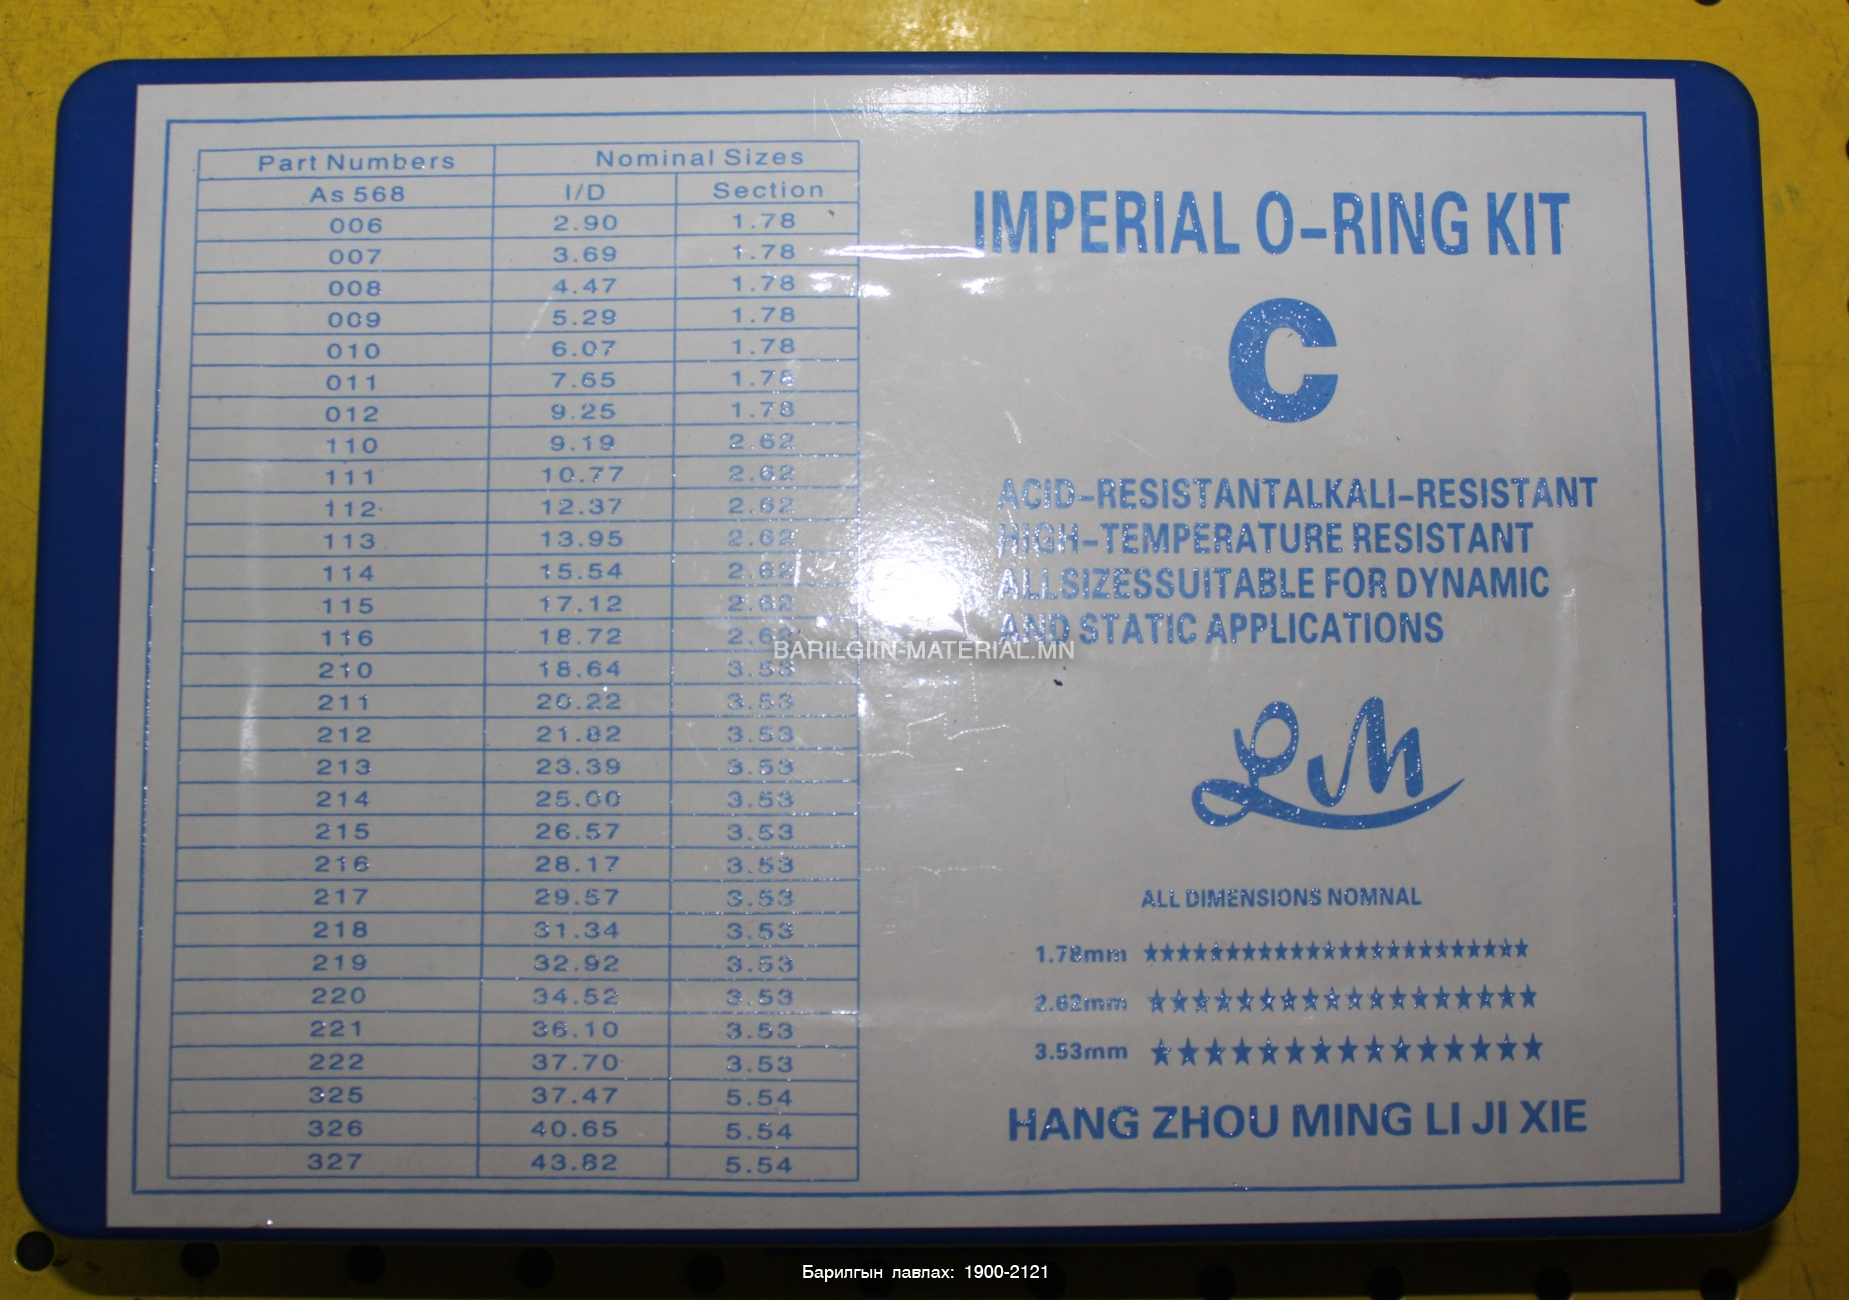 Part Numbers Nominal Sizes
As 568 I/D Section
006 2.90 1.78
007 3.69 1.78
008 4.47 1.78
009 5.29 1.78
010 6.07 1.78
011 7.65 1.78
012 9.25 1.78
110 9.19 2.62
111 10.77 2.62
112 12.37 2.62
113 13.95 2.62
114 15.54 2.62
115 17.12 2.62
116 18.72 2.62
210 18.64 3.53
211 20.22 3.53
212 21.82 3.53
213 23.39 3.53
214 25.00 3.53
215 26.57 3.53
216 28.17 3.53
217 29.57 3.53
218 31.34 3.53
219 32.92 3.53
220 34.52 3.53
221 36.10 3.53
222 37.70 3.53
325 37.47 5.54
326 40.65 5.54
327 43.82 5.54
IMPERIAL O-RING KIT
C
ACID-RESISTANTALKALI-RESISTANT
HIGH-TEMPERATURE RESISTANT
ALLSIZESSUITABLE FOR DYNAMIC
AND STATIC APPLICATIONS
BARILGIIN-MATERIAL.MN
ALL DIMENSIONS NOMNAL
1.78mm ★★★★★★★★★★★★★★★★★★★★★★★
2.62mm ★★★★★★★★★★★★★★★★★★
3.53mm ★★★★★★★★★★★★★★★
HANG ZHOU MING LI JI XIE
Барилгын лавлах: 1900-2121